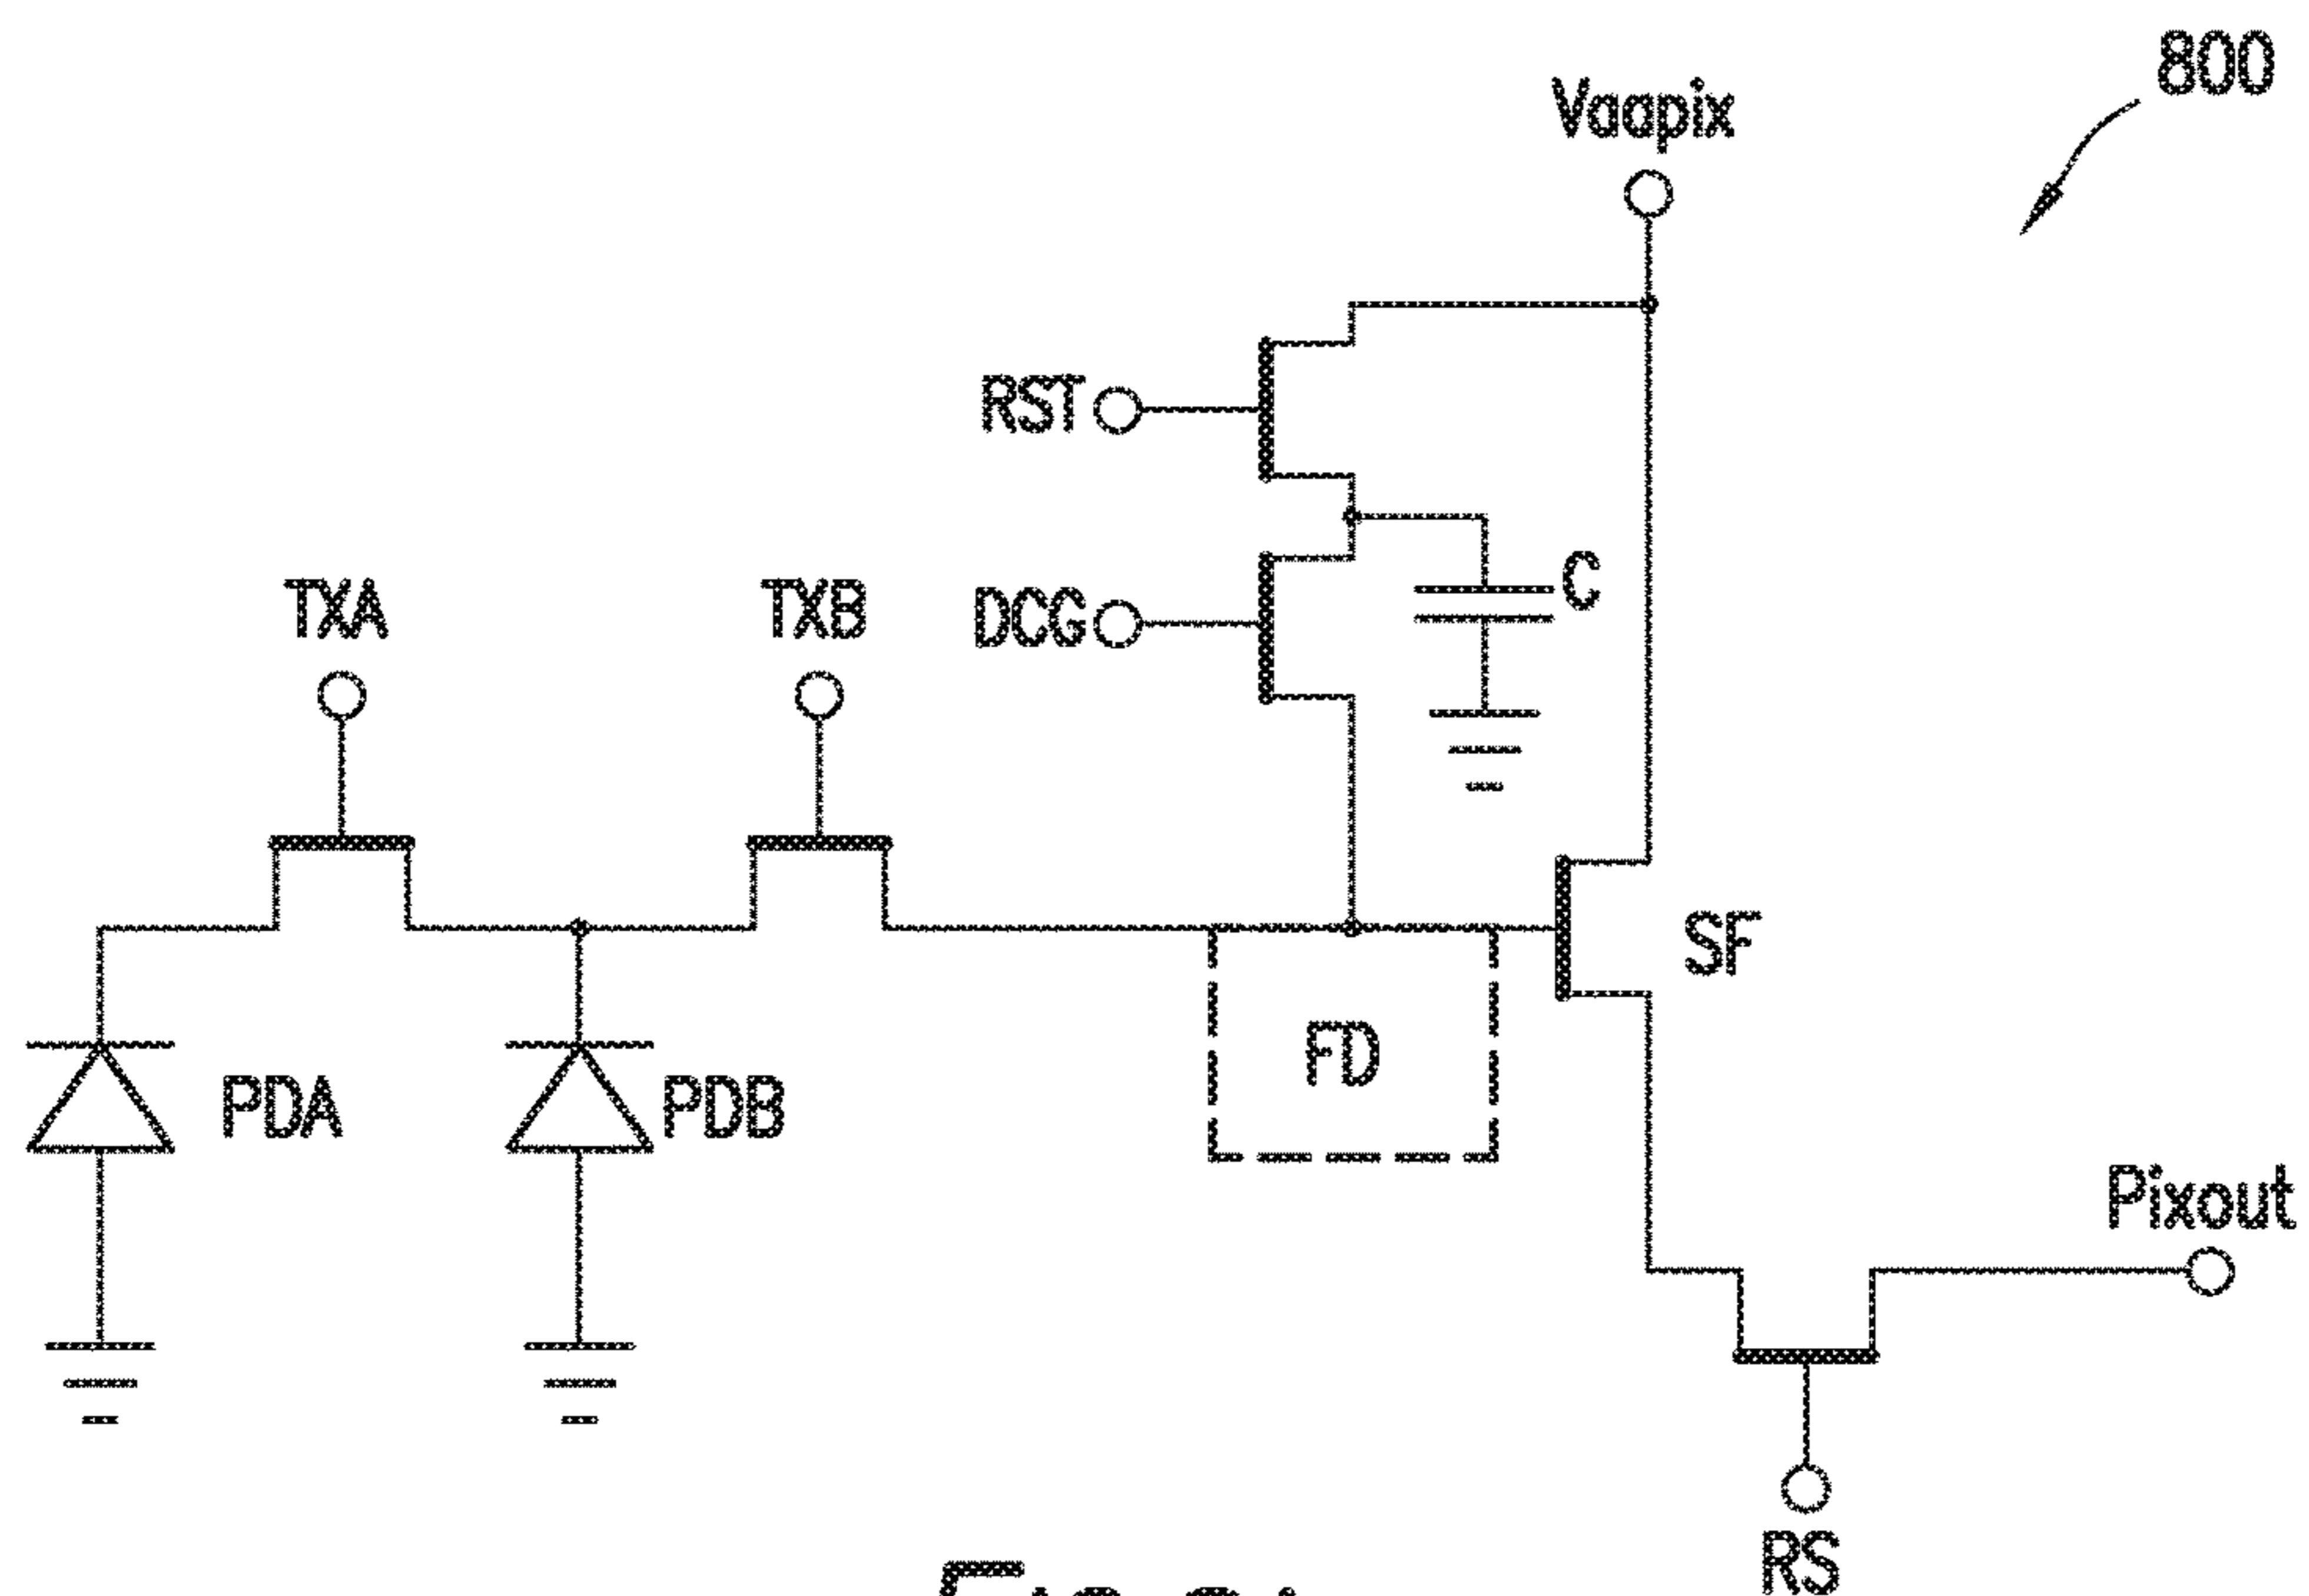 800
Vaapix
RST
DCG
C
TXA
TXB
SF
FD
PDA
PDB
Pixout
RS